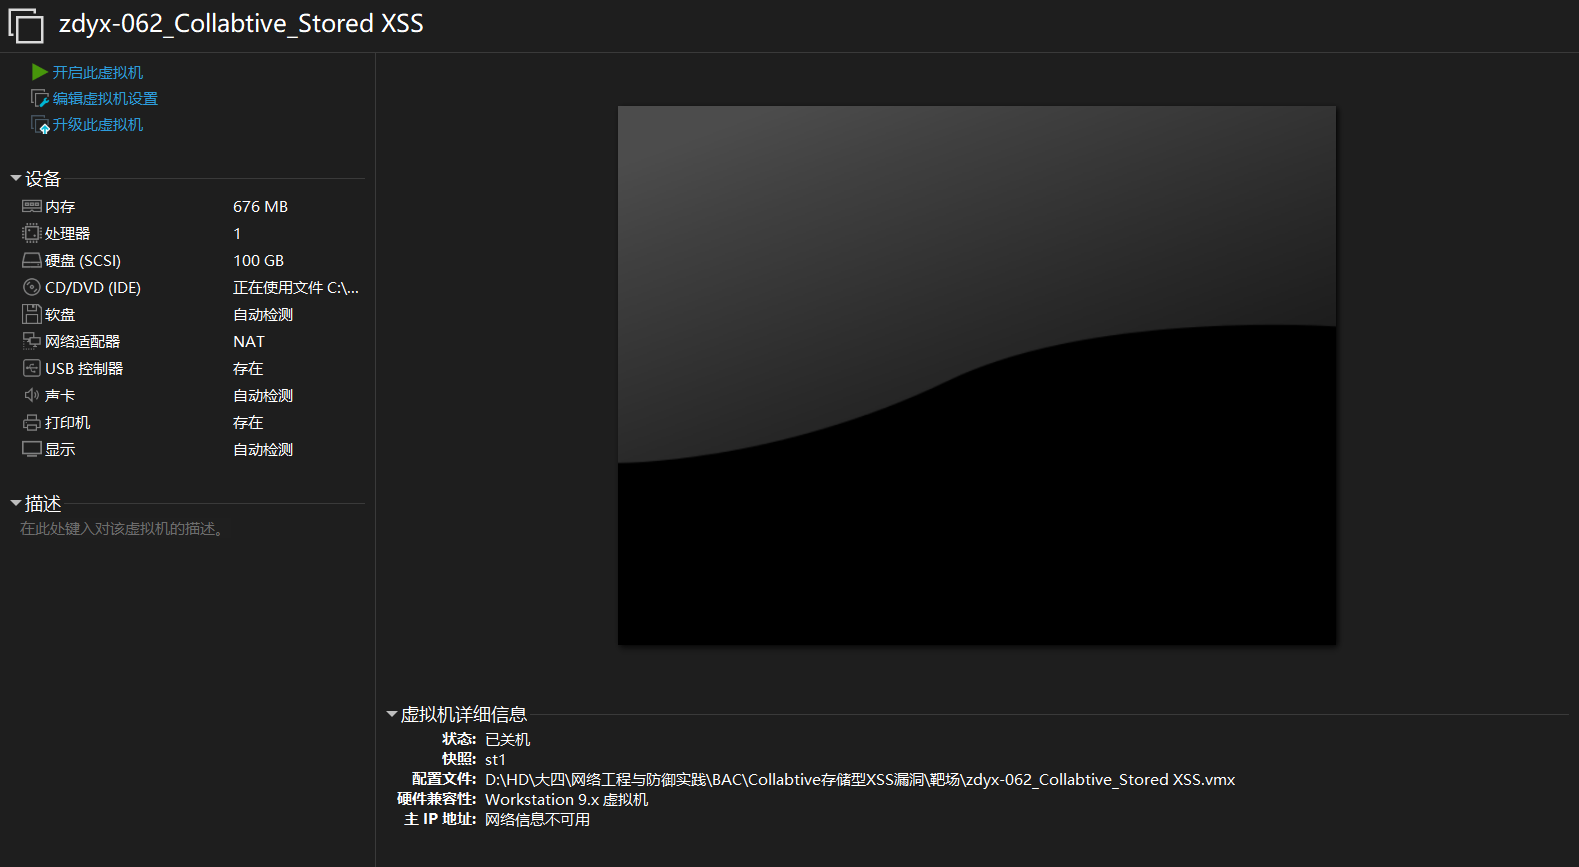 zdyx-062_Collabtive_Stored XSS
开启此虚拟机
编辑虚拟机设置
升级此虚拟机
设备
内存 676 MB
处理器 1
硬盘 (SCSI) 100 GB
CD/DVD (IDE) 正在使用文件 C:\...
软盘 自动检测
网络适配器 NAT
USB 控制器 存在
声卡 自动检测
打印机 存在
显示 自动检测
描述
在此处键入对该虚拟机的描述。
虚拟机详细信息
状态: 已关机
快照: st1
配置文件: D:\HD\大四\网络工程与防御实践\BAC\Collabtive存储型XSS漏洞\靶场\zdyx-062_Collabtive_Stored XSS.vmx
硬件兼容性: Workstation 9.x 虚拟机
主 IP 地址: 网络信息不可用